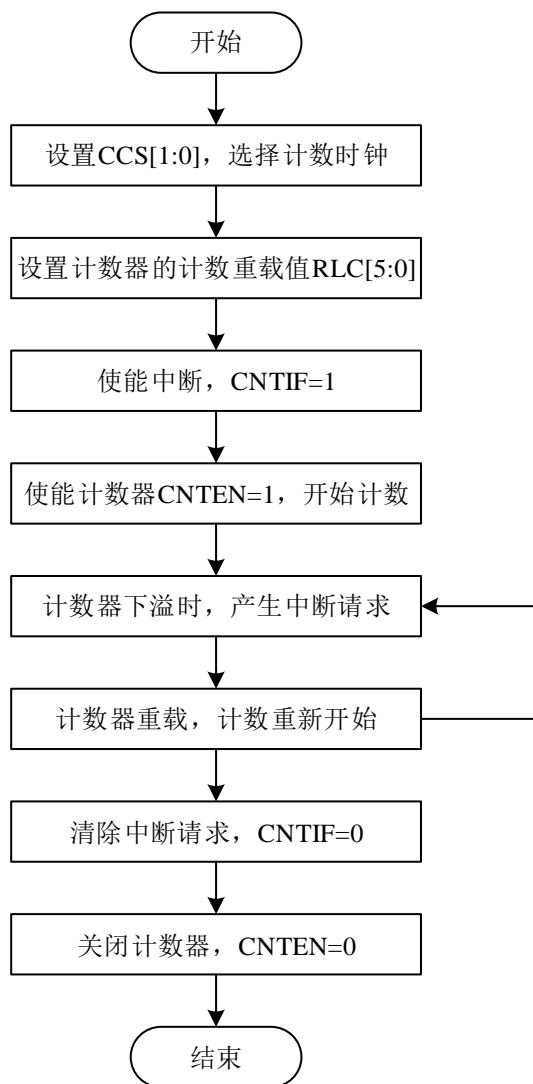 开始
设置CCS[1:0]，选择计数时钟
设置计数器的计数重载值RLC[5:0]
使能中断，CNTIF=1
使能计数器CNTEN=1，开始计数
计数器下溢时，产生中断请求
计数器重载，计数重新开始
清除中断请求，CNTIF=0
关闭计数器，CNTEN=0
结束